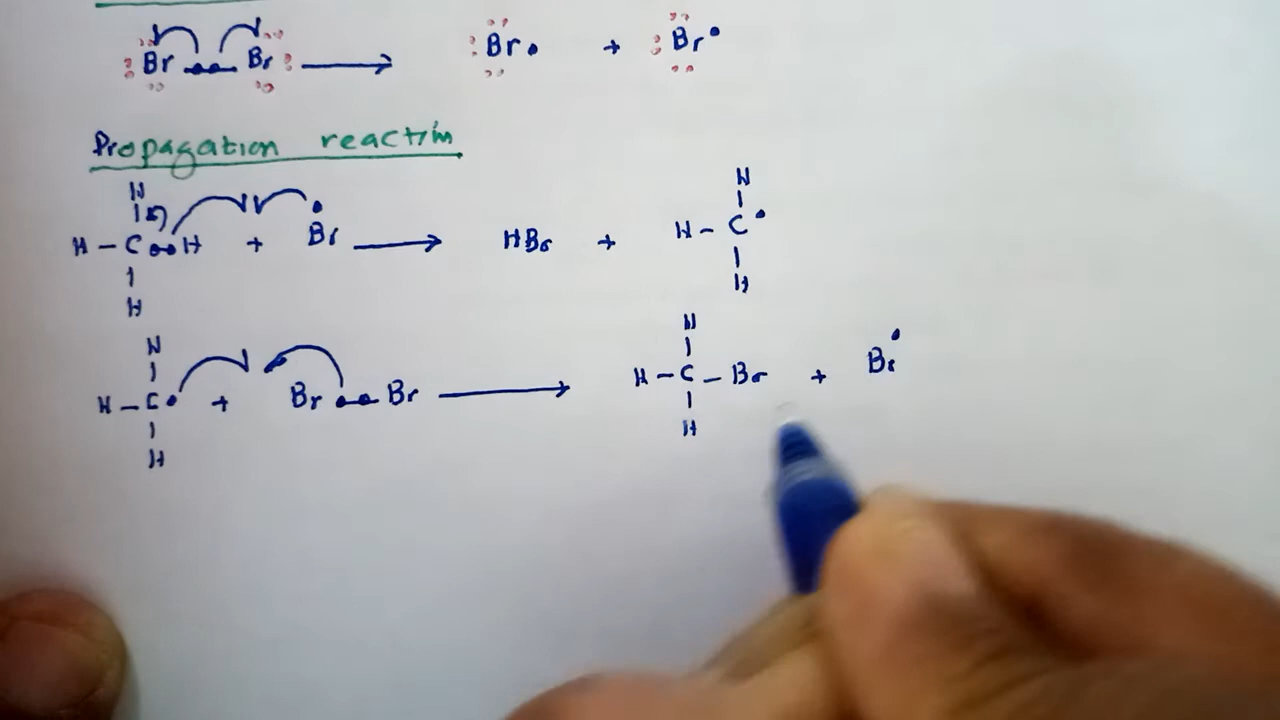 Br Br → Br• + Br•
Propagation reaction
H
H – C H + Br → HBr + H – C•
H
H
H
H
H – C• + Br Br → H – C – Br + Br•
H
H
H